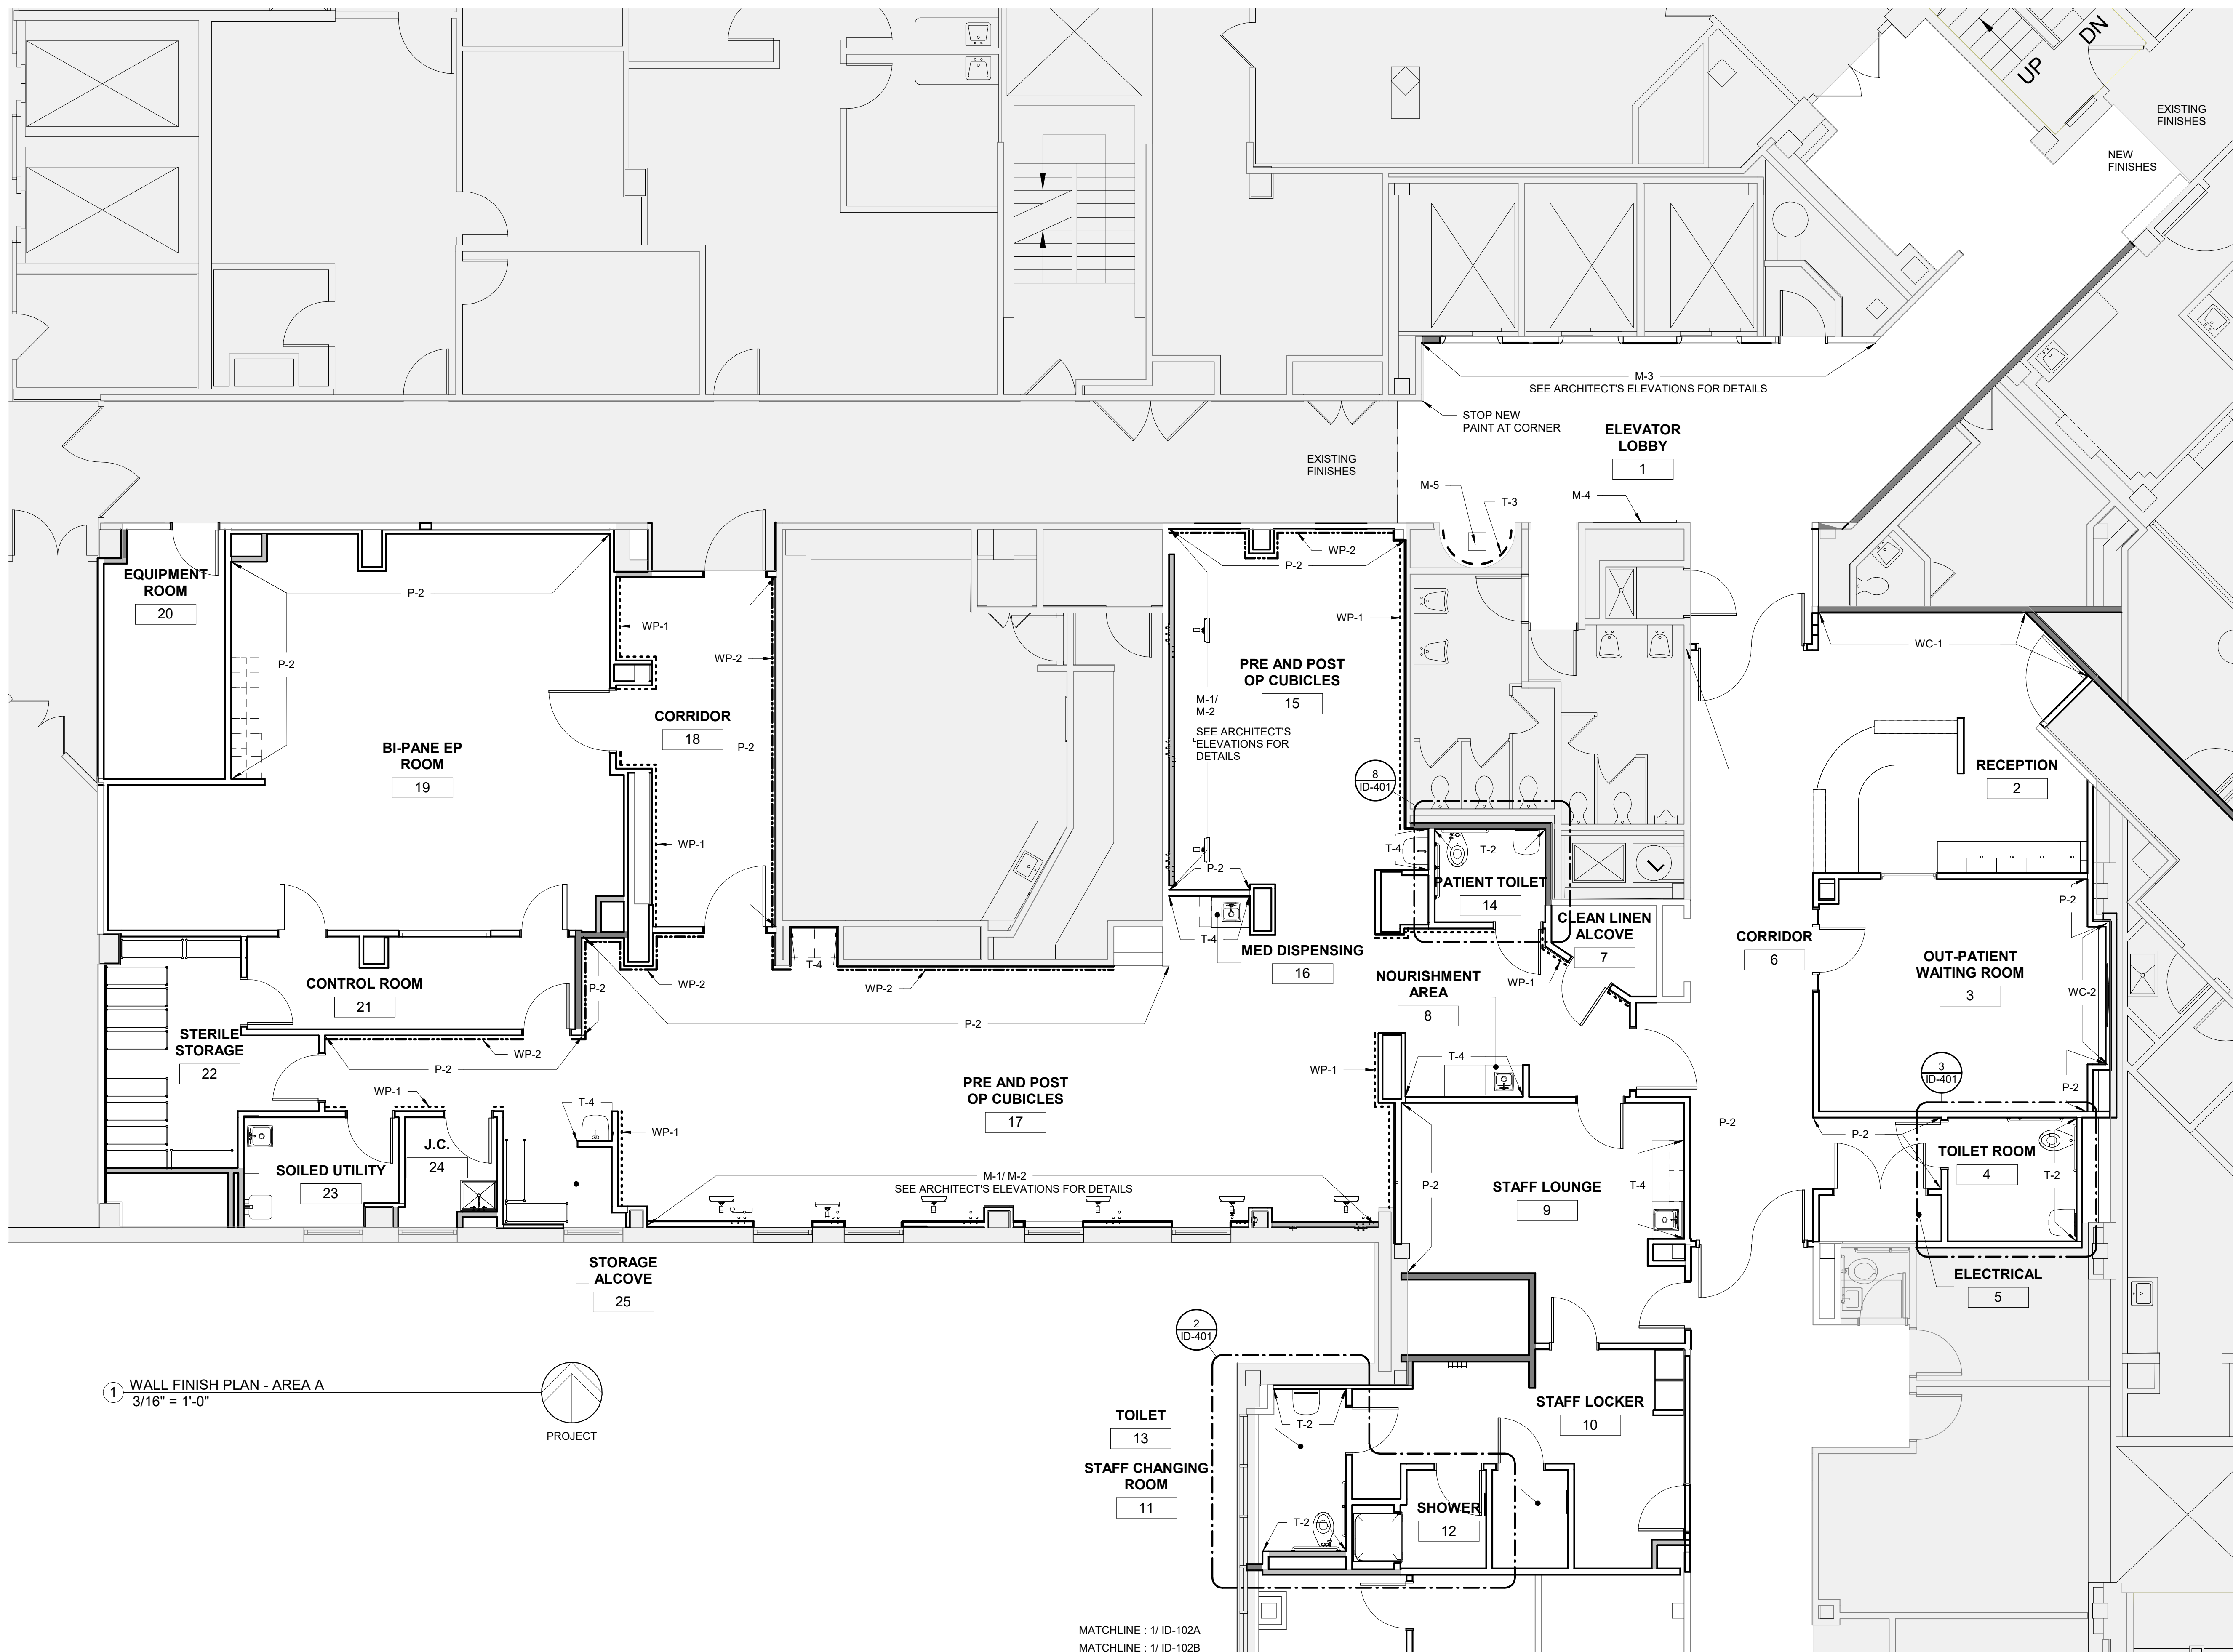 UP
DN
EXISTING
FINISHES
NEW
FINISHES
M-3
SEE ARCHITECT'S ELEVATIONS FOR DETAILS
STOP NEW
PAINT AT CORNER
ELEVATOR
LOBBY
1
EXISTING
FINISHES
M-5
T-3
M-4
EQUIPMENT
ROOM
20
P-2
P-2
BI-PANE EP
ROOM
19
WP-1
WP-2
CORRIDOR
18
P-2
WP-1
WP-2
P-2
WP-1
PRE AND POST
OP CUBICLES
15
M-1/
M-2
SEE ARCHITECT'S
ELEVATIONS FOR
DETAILS
P-2
8
ID-401
T-4
T-2
PATIENT TOILET
14
L
WC-1
RECEPTION
2
CLEAN LINEN
ALCOVE
7
T-4
MED DISPENSING
16
T-4
WP-1
NOURISHMENT
AREA
8
T-4
CORRIDOR
6
P-2
OUT-PATIENT
WAITING ROOM
3
WC-2
P-2
3
ID-401
CONTROL ROOM
21
P-2
WP-2
WP-2
P-2
STERILE
STORAGE
22
WP-2
P-2
WP-1
WP-1
PRE AND POST
OP CUBICLES
17
T-4
WP-1
P-2
J.C.
24
SOILED UTILITY
23
M-1/ M-2
SEE ARCHITECT'S ELEVATIONS FOR DETAILS
P-2
STAFF LOUNGE
9
T-4
P-2
TOILET ROOM
4
T-2
STORAGE
ALCOVE
25
ELECTRICAL
5
2
ID-401
1
WALL FINISH PLAN - AREA A
3/16" = 1'-0"
PROJECT
TOILET
13
T-2
STAFF LOCKER
10
STAFF CHANGING
ROOM
11
SHOWER
12
T-2
MATCHLINE : 1/ ID-102A
MATCHLINE : 1/ ID-102B